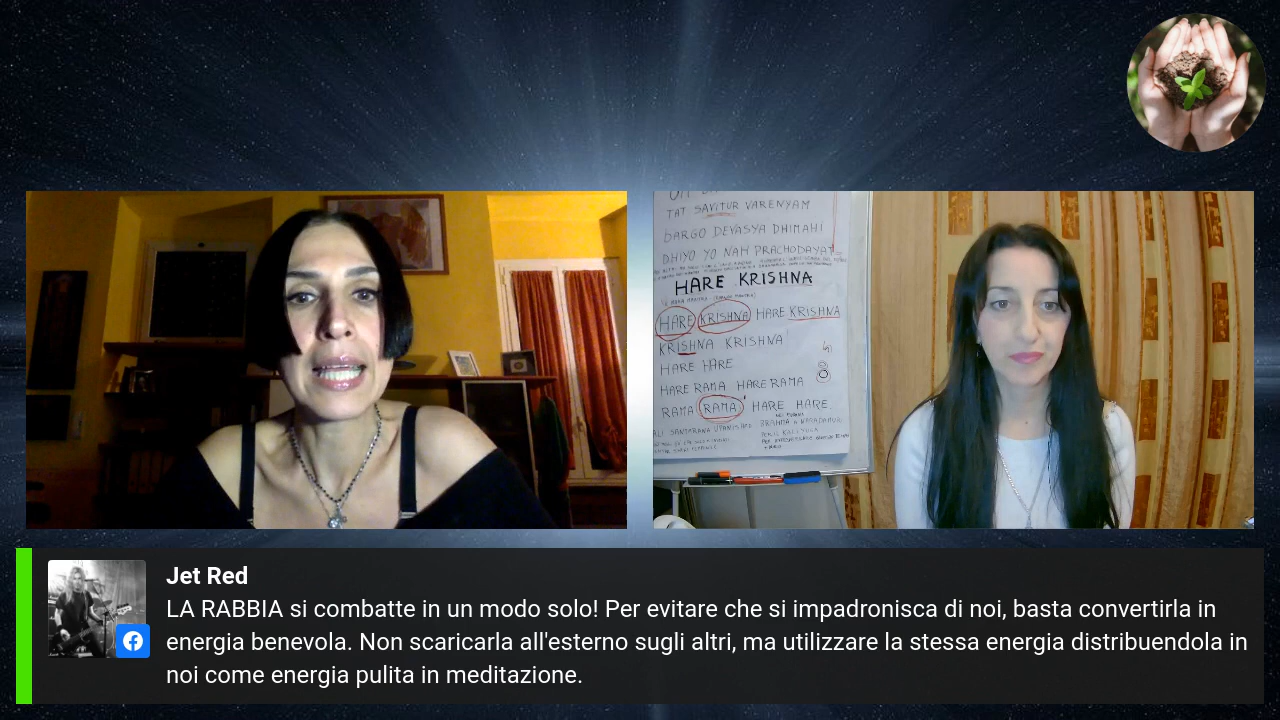 TAT SAVITUR VARENYAM
bARGO DEVASYA DHIMAHI
DHIYO YO NAH PRACHODAYAT
HARE KRISHNA
HARE KRISHNA HARE KRISHNA
KRISHNA KRISHNA
HARE HARE
HARE RAMA HARE RAMA
RAMA RAMA HARE HARE
Jet Red
LA RABBIA si combatte in un modo solo! Per evitare che si impadronisca di noi, basta convertirla in
energia benevola. Non scaricarla all'esterno sugli altri, ma utilizzare la stessa energia distribuendola in
noi come energia pulita in meditazione.